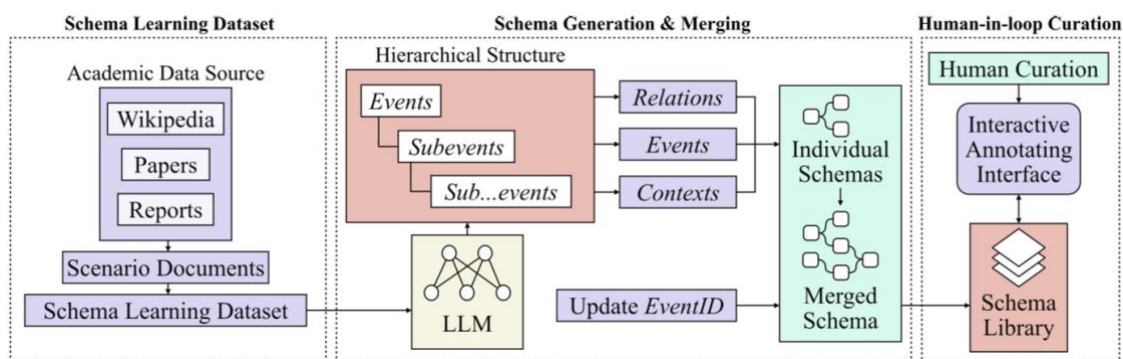 Schema Learning Dataset
Academic Data Source
Wikipedia
Papers
Reports
Scenario Documents
Schema Learning Dataset
Schema Generation & Merging
Hierarchical Structure
Events
Subevents
Sub...events
LLM
Relations
Events
Contexts
Update EventID
Individual
Schemas
Merged
Schema
Human-in-loop Curation
Human Curation
Interactive
Annotating
Interface
Schema
Library